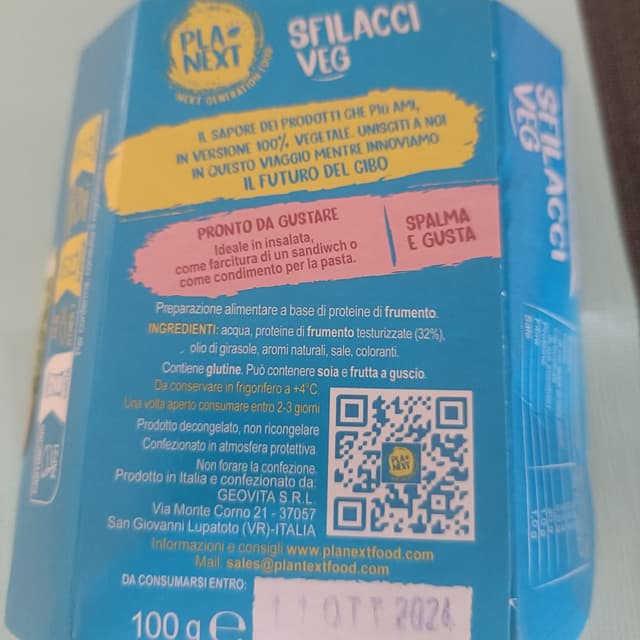 PLA NEXT
NEXT GENERATION FOOD
SFILACCI
VEG
IL SAPORE DEI PRODOTTI CHE PIÙ AMI,
IN VERSIONE 100% VEGETALE. UNISCITI A NOI
IN QUESTO VIAGGIO MENTRE INNOVIAMO
IL FUTURO DEL CIBO
PRONTO DA GUSTARE
Ideale in insalata,
come farcitura di un sandiwch o
come condimento per la pasta.
SPALMA
E GUSTA
Preparazione alimentare a base di proteine di frumento.
INGREDIENTI: acqua, proteine di frumento testurizzate (32%),
olio di girasole, aromi naturali, sale, coloranti.
Contiene glutine. Può contenere soia e frutta a guscio.
Da conservare in frigorifero a +4°C.
Una volta aperto consumare entro 2-3 giorni
Prodotto decongelato, non ricongelare
Confezionato in atmosfera protettiva
Non forare la confezione.
Prodotto in Italia e confezionato da:
GEOVITA S.R.L.
Via Monte Corno 21 - 37057
San Giovanni Lupatoto (VR)-ITALIA
PLA NEXT
Informazioni e consigli www.planextfood.com
Mail sales@plantextfood.com
DA CONSUMARSI ENTRO:
11 OTT 2024
100 g e
SFILACCI
VEG